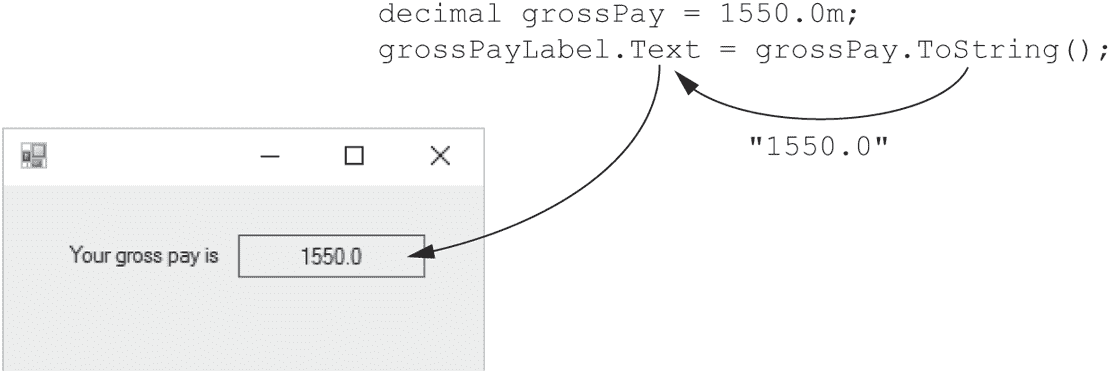 decimal grossPay = 1550.0m;
grossPayLabel.Text = grossPay.ToString();
"1550.0"
Your gross pay is 1550.0